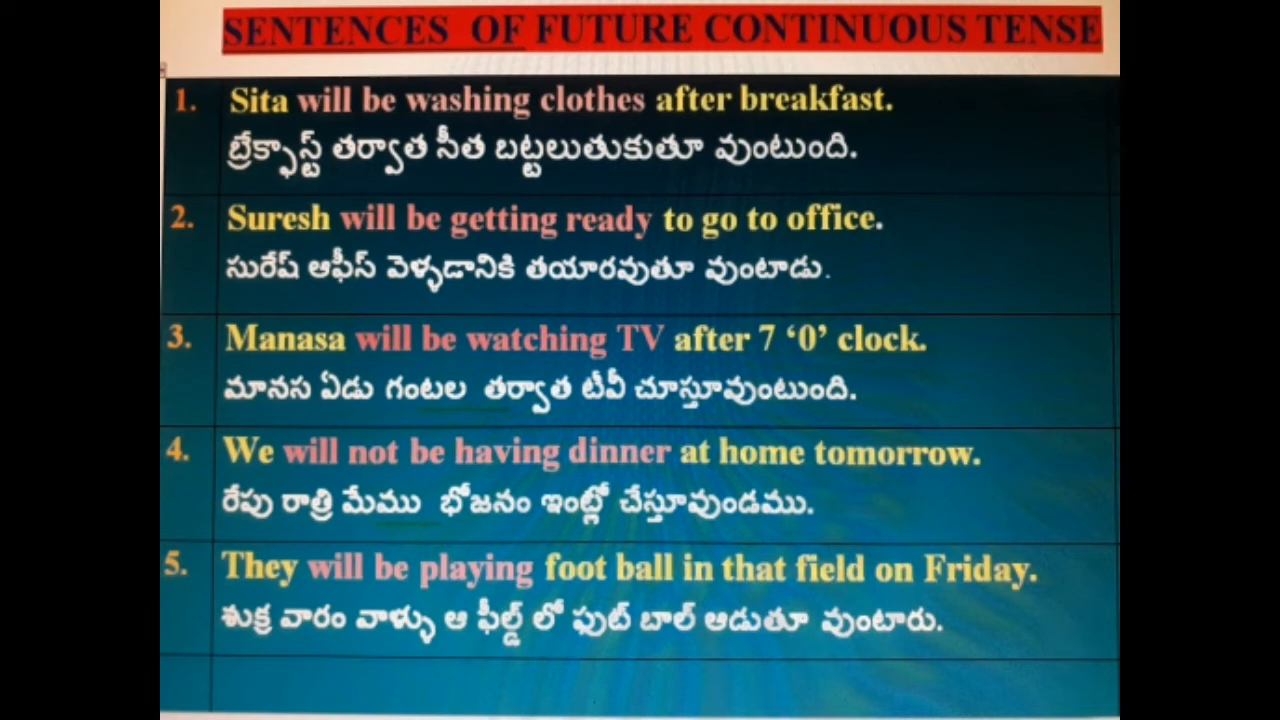 SENTENCES OF FUTURE CONTINUOUS TENSE
1. Sita will be washing clothes after breakfast.
బ్రేక్ఫాస్ట్ తర్వాత సీత బట్టలుతుకుతూ వుంటుంది.
2. Suresh will be getting ready to go to office.
సురేష్ ఆఫీస్ వెళ్ళడానికి తయారవుతూ వుంటాడు.
3. Manasa will be watching TV after 7 ‘0’ clock.
మానస ఏడు గంటల తర్వాత టీవీ చూస్తూవుంటుంది.
4. We will not be having dinner at home tomorrow.
రేపు రాత్రి మేము భోజనం ఇంట్లో చేస్తూవుండము.
5. They will be playing foot ball in that field on Friday.
శుక్ర వారం వాళ్ళు ఆ ఫీల్డ్ లో ఫుట్ బాల్ ఆడుతూ వుంటారు.